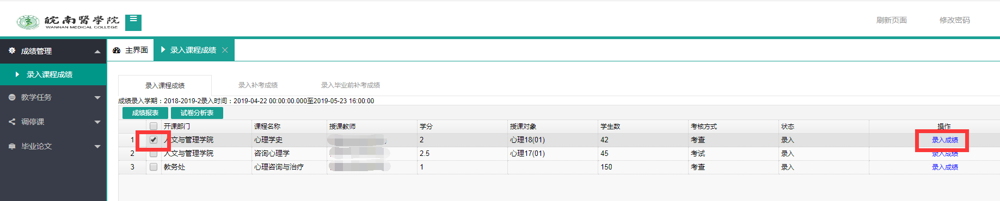 皖南醫學院
WANNAN MEDICAL COLLEGE
刷新页面 修改密码
成绩管理
录入课程成绩
教学任务
调停课
毕业论文
主界面 录入课程成绩
录入课程成绩 录入补考成绩 录入毕业前补考成绩
成绩录入学期：2018-2019-2录入时间：2019-04-22 00:00:00.000至2019-05-23 16:00:00
成绩报表 试卷分析表
开课部门 课程名称 授课教师 学分 授课对象 学生数 考核方式 状态 操作
1 人文与管理学院 心理学史 2 心理18(01) 42 考查 录入 录入成绩
2 人文与管理学院 咨询心理学 2.5 心理17(01) 45 考试 录入 录入成绩
3 教务处 心理咨询与治疗 1 150 考查 录入 录入成绩